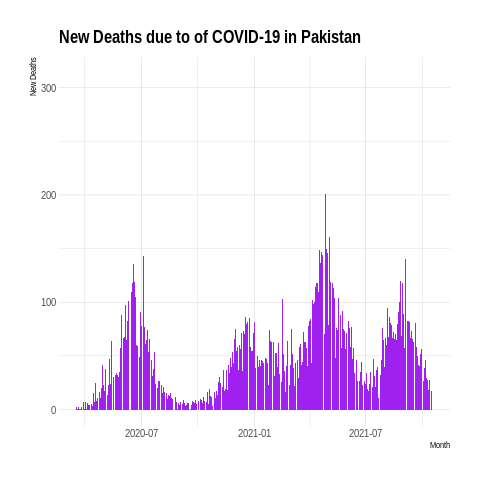 New Deaths due to of COVID-19 in Pakistan
New Deaths
300
200
100
0
2020-07 2021-01 2021-07
Month